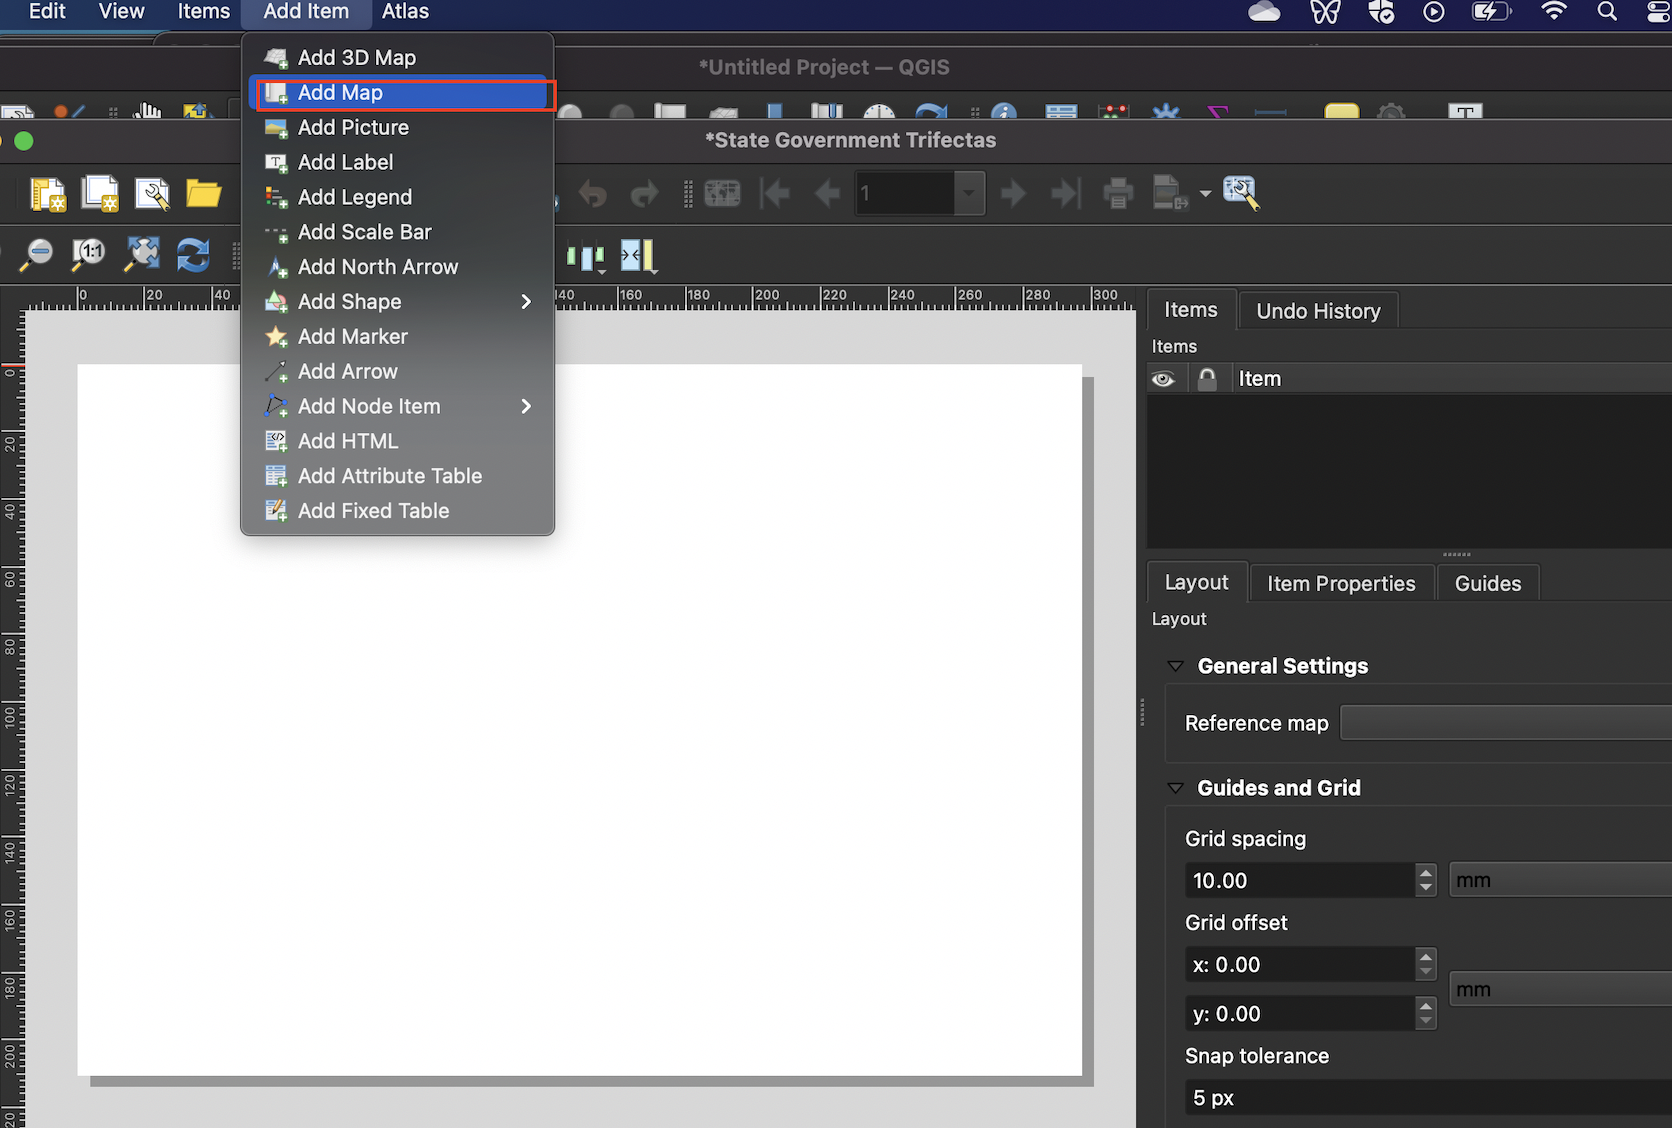 Edit View Items Add Item Atlas
*Untitled Project — QGIS
*State Government Trifectas
Add 3D Map
Add Map
Add Picture
Add Label
Add Legend
Add Scale Bar
Add North Arrow
Add Shape
Add Marker
Add Arrow
Add Node Item
Add HTML
Add Attribute Table
Add Fixed Table
1
1:1
0 20 40 140 160 180 200 220 240 260 280 300
0
20
40
60
80
100
120
140
160
180
200
Items Undo History
Items
Item
Layout Item Properties Guides
Layout
General Settings
Reference map
Guides and Grid
Grid spacing
10.00 mm
Grid offset
x: 0.00
mm
y: 0.00
Snap tolerance
5 px